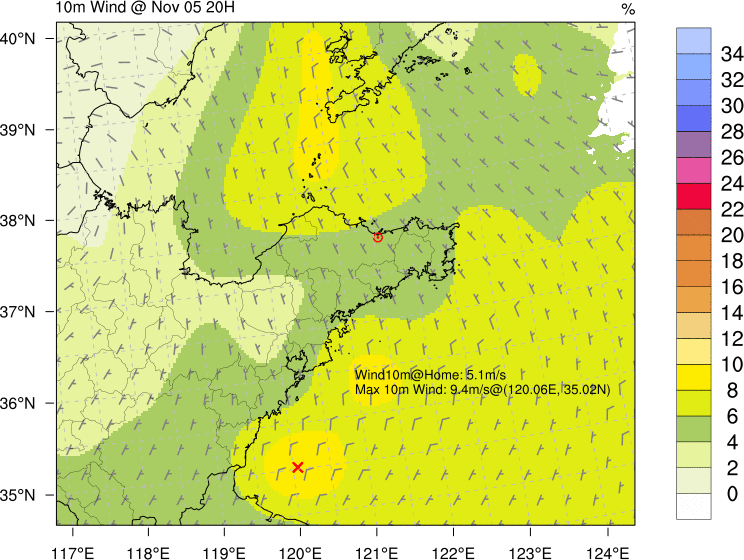 10m Wind @ Nov 05 20H
%
40°N
39°N
38°N
37°N
36°N
35°N
Wind10m@Home: 5.1m/s
Max 10m Wind: 9.4m/s@(120.06E, 35.02N)
117°E 118°E 119°E 120°E 121°E 122°E 123°E 124°E
34
32
30
28
26
24
22
20
18
16
14
12
10
8
6
4
2
0